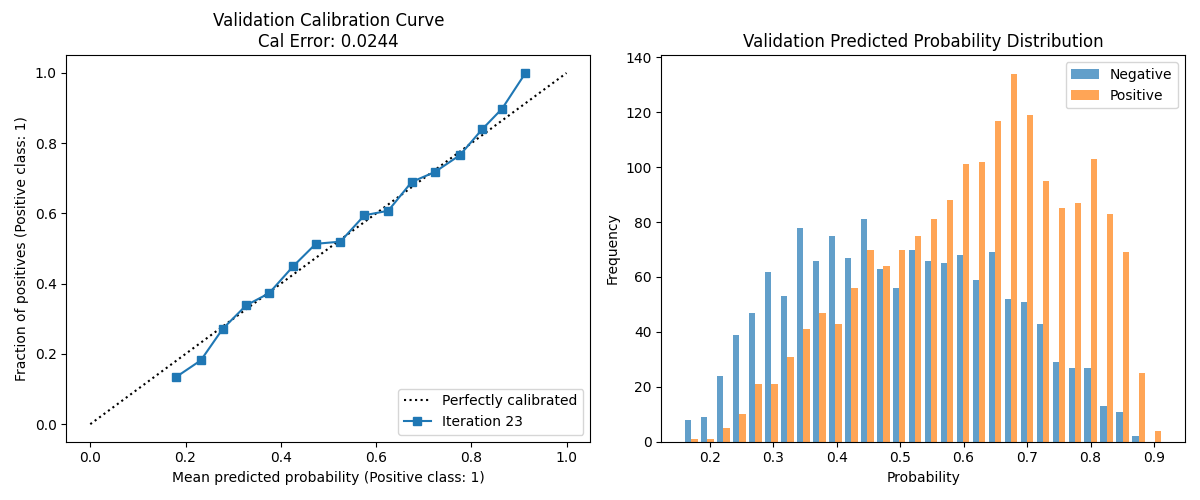 Validation Calibration Curve
Cal Error: 0.0244
1.0
0.8
0.6
0.4
0.2
0.0
Fraction of positives (Positive class: 1)
Perfectly calibrated
Iteration 23
0.0 0.2 0.4 0.6 0.8 1.0
Mean predicted probability (Positive class: 1)
Validation Predicted Probability Distribution
140
120
100
80
60
40
20
0
Frequency
Negative
Positive
0.2 0.3 0.4 0.5 0.6 0.7 0.8 0.9
Probability